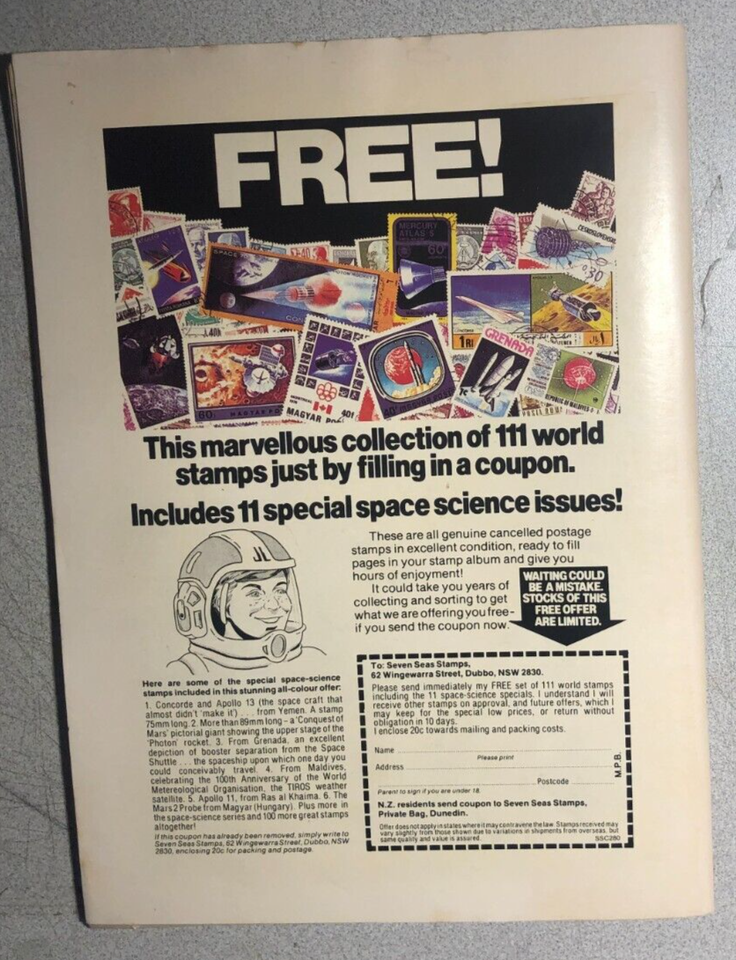 FREE!
MERCURY
ATLAS 5
60
SPACE
0.30
1RI
GRENADA
60
MAGYAR PO
40f
MAGYAR PO
REPUBLIC OF MALDIVES
This marvellous collection of 111 world
stamps just by filling in a coupon.
Includes 11 special space science issues!
These are all genuine cancelled postage
stamps in excellent condition, ready to fill
pages in your stamp album and give you
hours of enjoyment!
It could take you years of
collecting and sorting to get
what we are offering you free-
if you send the coupon now.
WAITING COULD
BE A MISTAKE.
STOCKS OF THIS
FREE OFFER
ARE LIMITED.
Here are some of the special space-science
stamps included in this stunning all-colour offer:
1. Concorde and Apollo 13 (the space craft that
almost didn't 'make it') ... from Yemen. A stamp
75mm long. 2. More than 89mm long – a 'Conquest of
Mars' pictorial giant showing the upper stage of the
'Photon' rocket. 3. From Grenada, an excellent
depiction of booster separation from the Space
Shuttle ... the spaceship upon which one day you
could conceivably travel. 4. From Maldives,
celebrating the 100th Anniversary of the World
Metereological Organisation, the TIROS weather
satellite. 5. Apollo 11, from Ras al Khaima. 6. The
Mars 2 Probe from Magyar (Hungary). Plus more in
the space-science series and 100 more great stamps
altogether!
If this coupon has already been removed, simply write to
Seven Seas Stamps, 62 Wingewarra Street, Dubbo, NSW
2830, enclosing 20c for packing and postage.
To: Seven Seas Stamps,
62 Wingewarra Street, Dubbo, NSW 2830.
Please send immediately my FREE set of 111 world stamps
including the 11 space-science specials. I understand I will
receive other stamps on approval, and future offers, which I
may keep for the special low prices, or return without
obligation in 10 days.
I enclose 20c towards mailing and packing costs.
Name
Please print
Address
Postcode
M.P.B.
Parent to sign if you are under 18.
N.Z. residents send coupon to Seven Seas Stamps,
Private Bag, Dunedin.
Offer does not apply in states where it may contravene the law. Stamps received may
vary slightly from those shown due to variations in shipments from overseas, but
same quality and value is assured.
SSC280